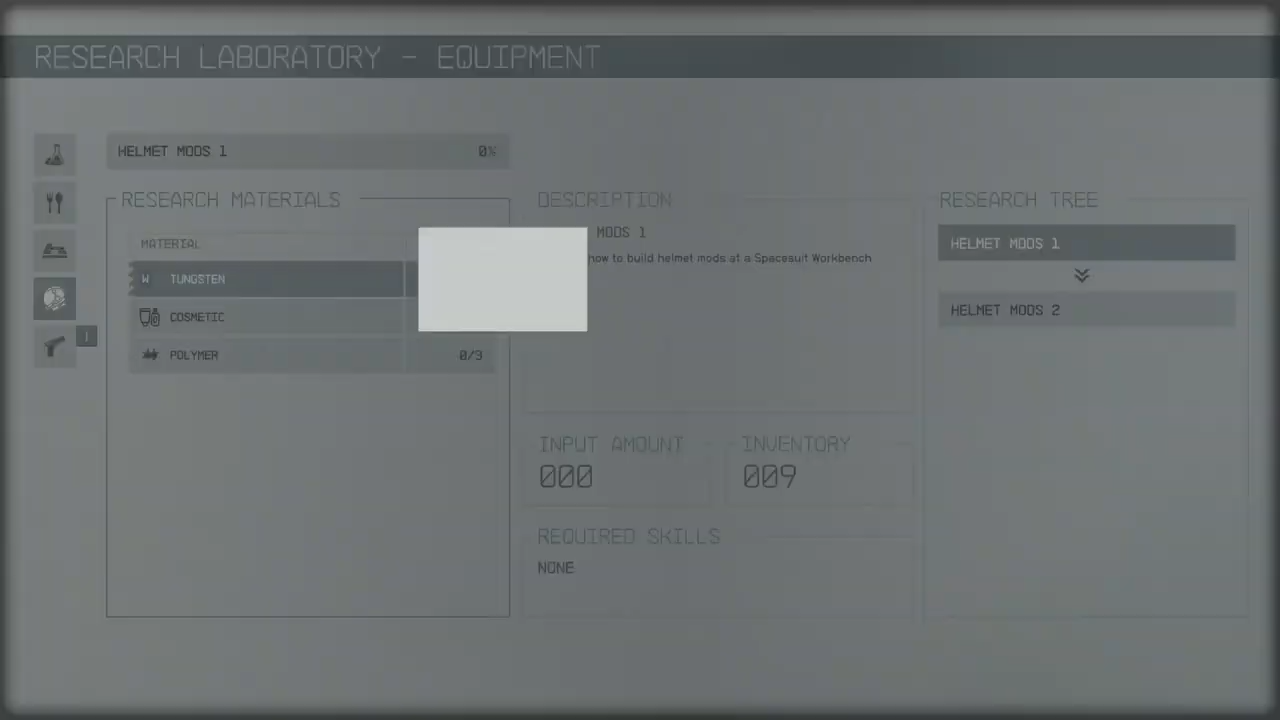 RESEARCH LABORATORY - EQUIPMENT
HELMET MODS 1 0%
RESEARCH MATERIALS
MATERIAL
W TUNGSTEN
COSMETIC
POLYMER 0/3
DESCRIPTION
MODS 1
how to build helmet mods at a Spacesuit Workbench
INPUT AMOUNT
000
INVENTORY
009
REQUIRED SKILLS
NONE
RESEARCH TREE
HELMET MODS 1
HELMET MODS 2